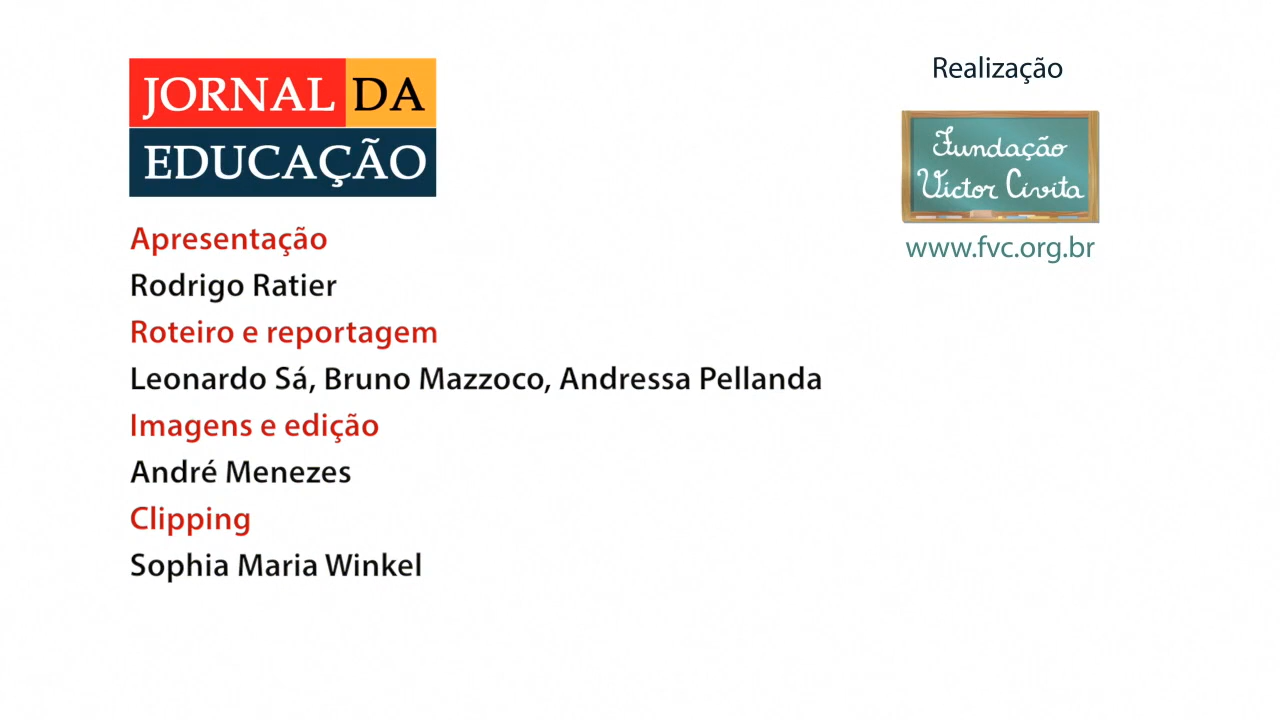 JORNAL DA
EDUCAÇÃO
Apresentação
Rodrigo Ratier
Roteiro e reportagem
Leonardo Sá, Bruno Mazzoco, Andressa Pellanda
Imagens e edição
André Menezes
Clipping
Sophia Maria Winkel
Realização
Fundação
Victor Civita
www.fvc.org.br